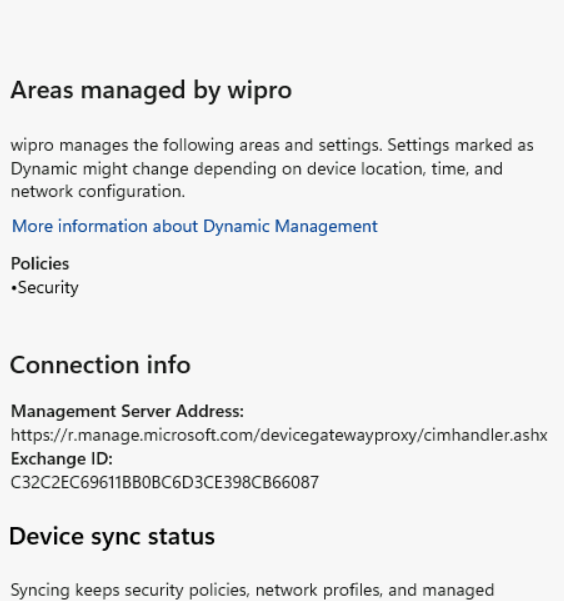 Areas managed by wipro
wipro manages the following areas and settings. Settings marked as
Dynamic might change depending on device location, time, and
network configuration.
More information about Dynamic Management
Policies
•Security
Connection info
Management Server Address:
https://r.manage.microsoft.com/devicegatewayproxy/cimhandler.ashx
Exchange ID:
C32C2EC69611BB0BC6D3CE398CB66087
Device sync status
Syncing keeps security policies, network profiles, and managed